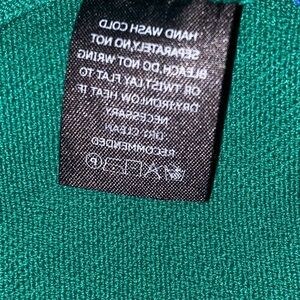 HAND WASH COLD
SEPARATELY,NO NOT
BLEACH.DO NOT WRING
OR TWIST.LAY FLAT TO
DRY.IRON LOW HEAT IF
NECESSARY
DRY CLEAN
RECOMMENDED
P